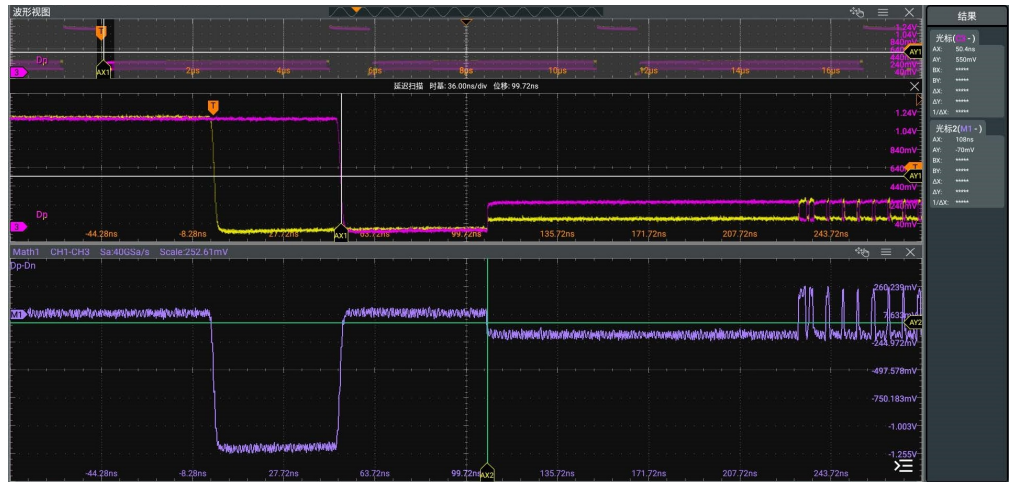 波形视图
结果
1.24V
1.04V
840mV
T
AY1
440mV
240mV
40mV
Dp
3
AX1
2μs
4μs
6μs
8μs
10μs
12μs
14μs
16μs
延迟扫描 时基: 36.00ns/div 位移: 99.72ns
T
1.24V
1.04V
840mV
640
T
AY1
440mV
240mV
40mV
Dp
3
-44.28ns
-8.28ns
27.72ns
AX1
63.72ns
99.72ns
135.72ns
171.72ns
207.72ns
243.72ns
Math1 CH1-CH3 Sa:40GSa/s Scale:252.61mV
Dp-Dn
M1
260.239mV
7.633mV
AY2
-244.972mV
-497.578mV
-750.183mV
-1.003V
-1.255V
-44.28ns
-8.28ns
27.72ns
63.72ns
99.72ns
AX2
135.72ns
171.72ns
207.72ns
243.72ns
AX: 50.4ns
AY: 550mV
BX: *****
BY: *****
ΔX: *****
ΔY: *****
1/ΔX: *****
光标2(M1 - )
AX: 108ns
AY: -70mV
BX: *****
BY: *****
ΔX: *****
ΔY: *****
1/ΔX: *****